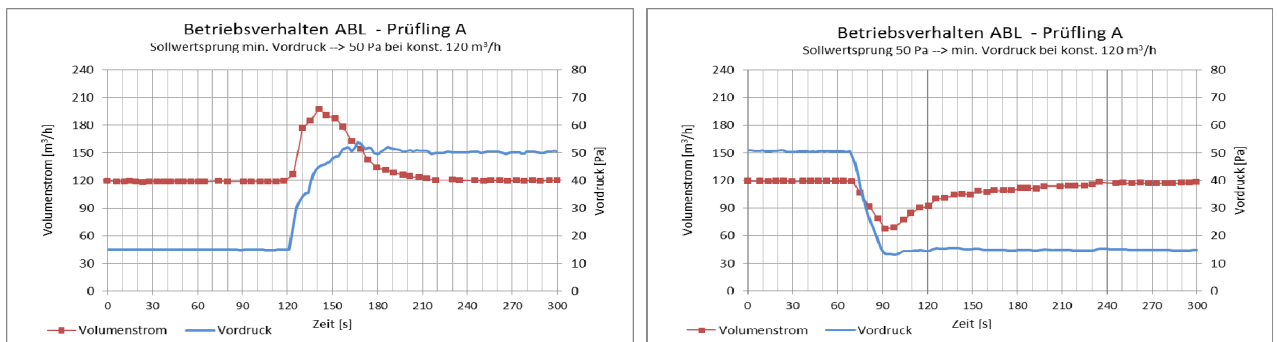 Betriebsverhalten ABL - Prüfling A
Sollwertsprung min. Vordruck --> 50 Pa bei konst. 120 m³/h
240
210
180
150
120
90
60
30
0
Volumenstrom [m³/h]
80
70
60
50
40
30
20
10
0
Vordruck [Pa]
0 30 60 90 120 150 180 210 240 270 300
Zeit [s]
Volumenstrom Vordruck
Betriebsverhalten ABL - Prüfling A
Sollwertsprung 50 Pa --> min. Vordruck bei konst. 120 m³/h
240
210
180
150
120
90
60
30
0
Volumenstrom [m³/h]
80
70
60
50
40
30
20
10
0
Vordruck [Pa]
0 30 60 90 120 150 180 210 240 270 300
Zeit [s]
Volumenstrom Vordruck